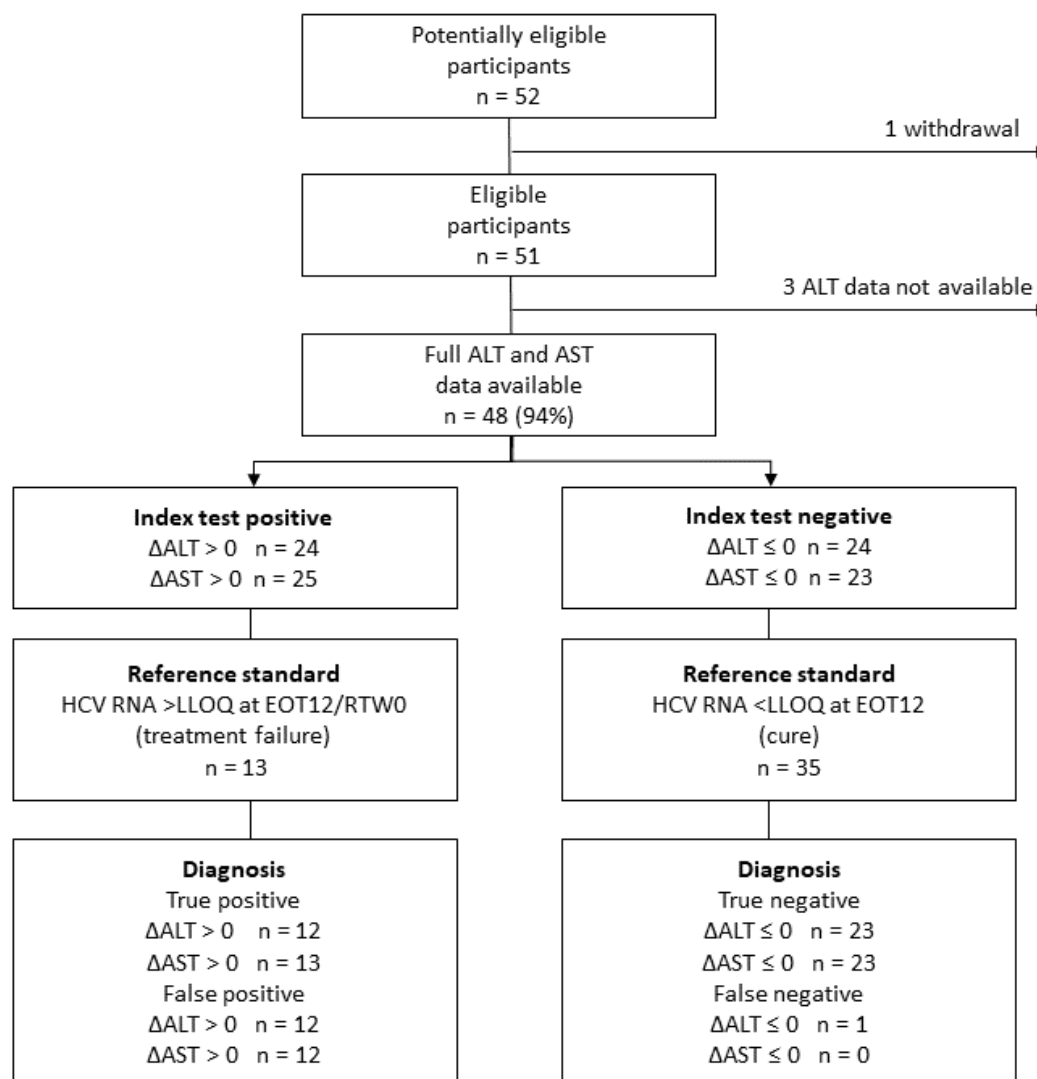 Potentially eligible
participants
n = 52
1 withdrawal
Eligible
participants
n = 51
3 ALT data not available
Full ALT and AST
data available
n = 48 (94%)
Index test positive
ΔALT > 0 n = 24
ΔAST > 0 n = 25
Index test negative
ΔALT ≤ 0 n = 24
ΔAST ≤ 0 n = 23
Reference standard
HCV RNA >LLOQ at EOT12/RTW0
(treatment failure)
n = 13
Reference standard
HCV RNA <LLOQ at EOT12
(cure)
n = 35
Diagnosis
True positive
ΔALT > 0 n = 12
ΔAST > 0 n = 13
False positive
ΔALT > 0 n = 12
ΔAST > 0 n = 12
Diagnosis
True negative
ΔALT ≤ 0 n = 23
ΔAST ≤ 0 n = 23
False negative
ΔALT ≤ 0 n = 1
ΔAST ≤ 0 n = 0